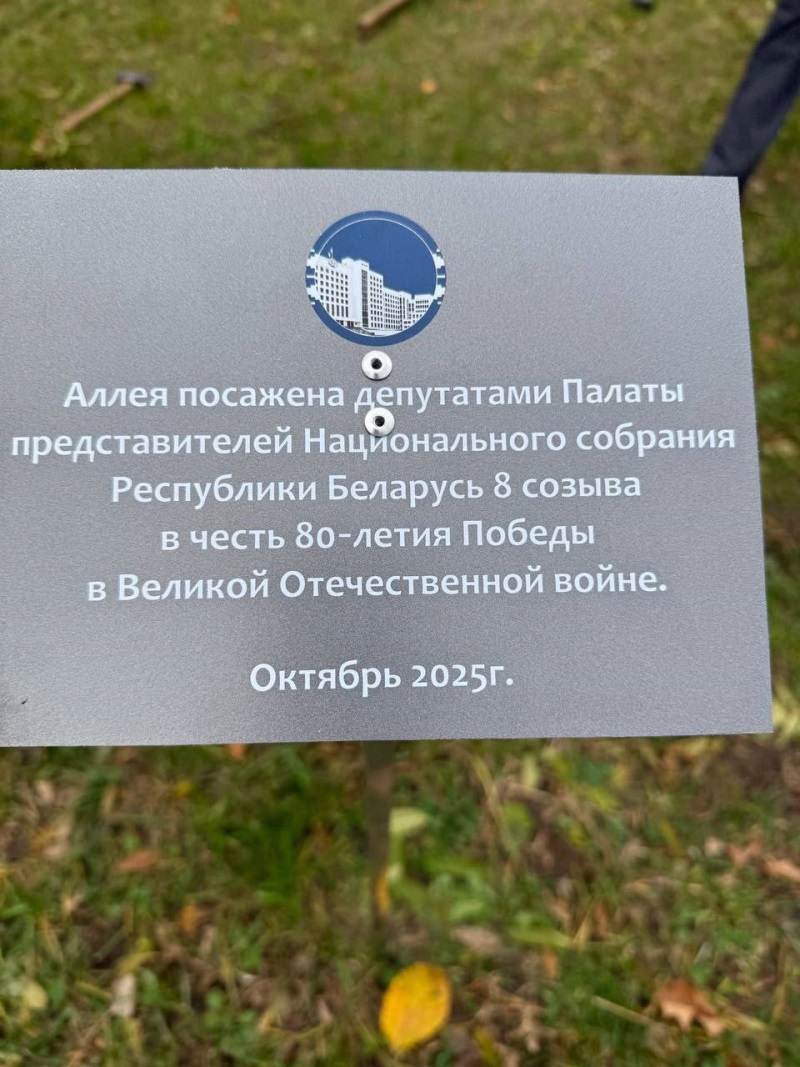 Аллея посажена депутатами Палаты
представителей Национального собрания
Республики Беларусь 8 созыва
в честь 80-летия Победы
в Великой Отечественной войне.
Октябрь 2025г.